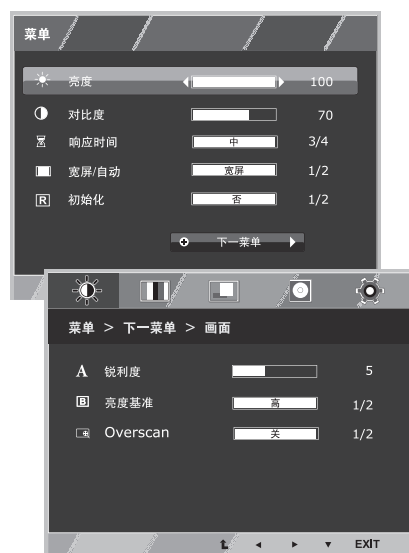 菜单
亮度 100
对比度 70
响应时间 中 3/4
宽屏/自动 宽屏 1/2
R 初始化 否 1/2
下一菜单
菜单 > 下一菜单 > 画面
A 锐利度 5
B 亮度基准 高 1/2
Overscan 关 1/2
EXIT